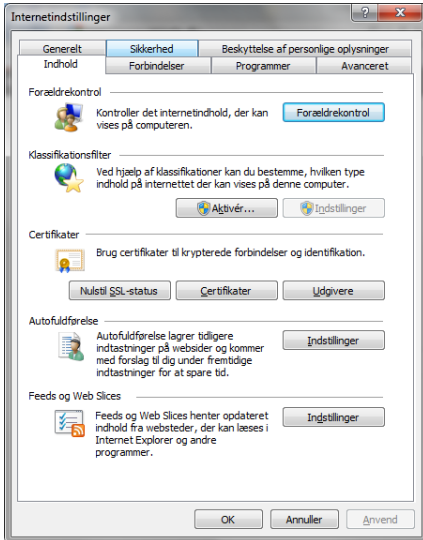 Internetindstillinger
Generelt Sikkerhed Beskyttelse af personlige oplysninger
Indhold Forbindelser Programmer Avanceret
Forældrekontrol
Kontroller det internetindhold, der kan
vises på computeren.
Forældrekontrol
Klassifikationsfilter
Ved hjælp af klassifikationer kan du bestemme, hvilken type
indhold på internettet der kan vises på denne computer.
Aktivér... Indstillinger
Certifikater
Brug certifikater til krypterede forbindelser og identifikation.
Nulstil SSL-status Certifikater Udgivere
Autofuldførelse
Autofuldførelse lagrer tidligere
indtastninger på websider og kommer
med forslag til dig under fremtidige
indtastninger for at spare tid.
Indstillinger
Feeds og Web Slices
Feeds og Web Slices henter opdateret
indhold fra websteder, der kan læses i
Internet Explorer og andre
programmer.
Indstillinger
OK Annuller Anvend